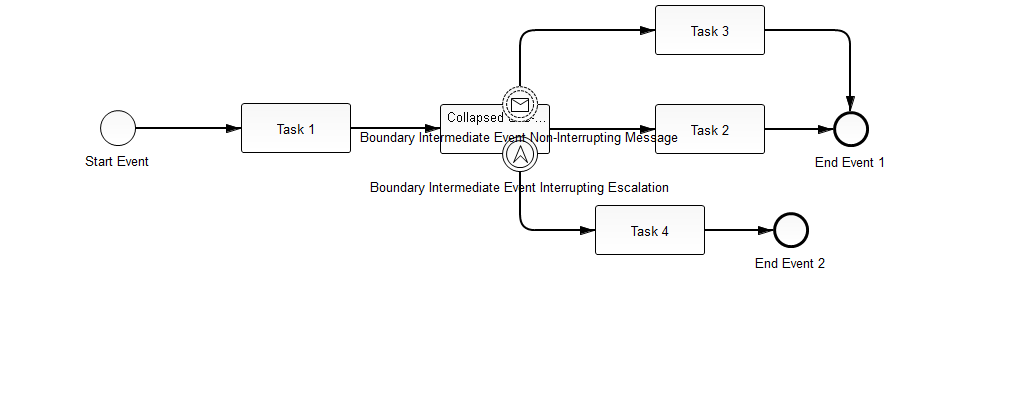 Task 3
Collapsed
Task 1
Boundary Intermediate Event Non-Interrupting Message
Task 2
Start Event
End Event 1
Boundary Intermediate Event Interrupting Escalation
Task 4
End Event 2